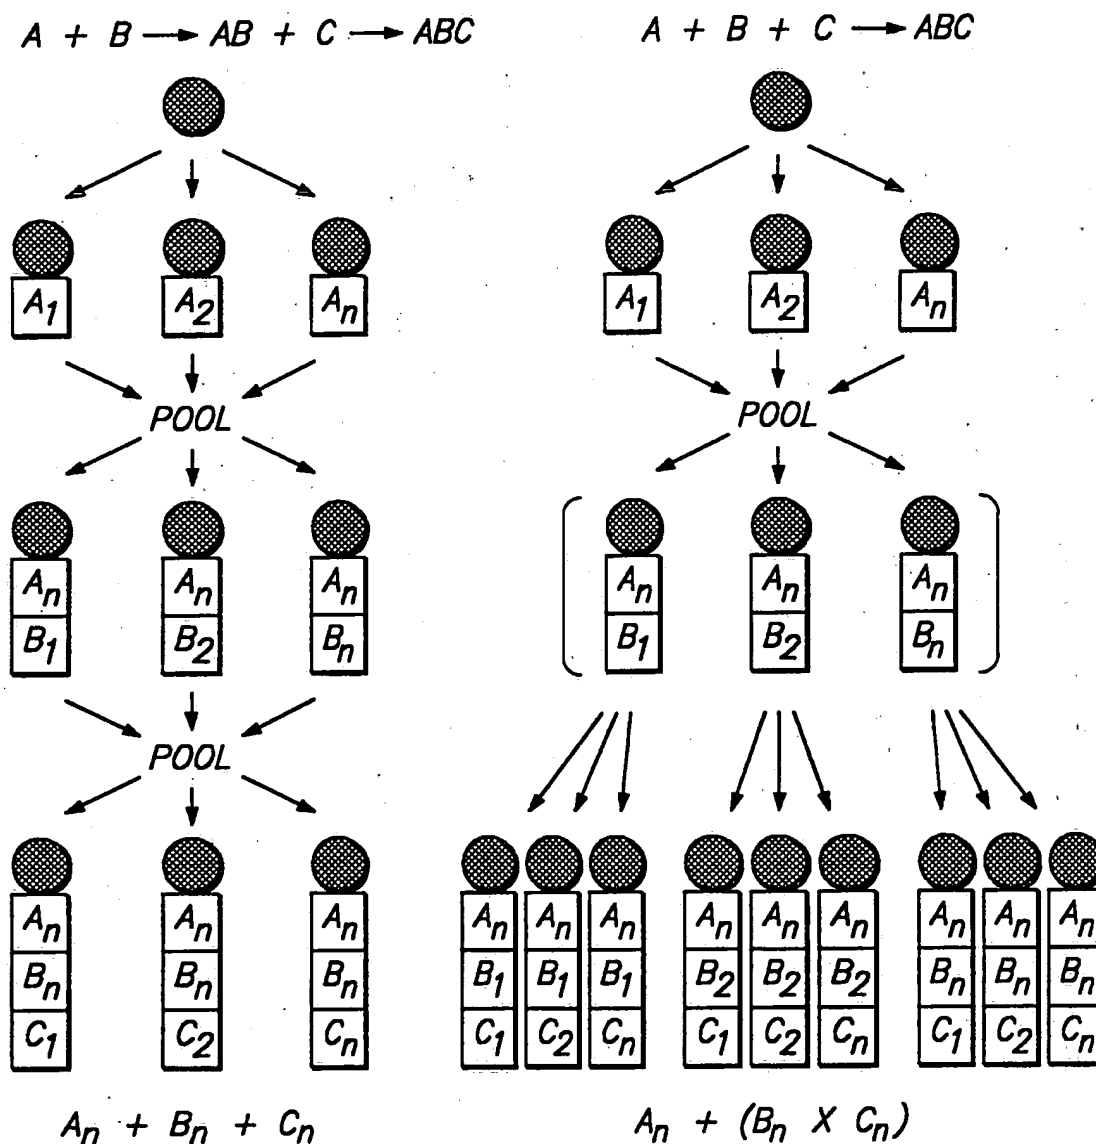 A + B → AB + C → ABC
A₁ A₂ Aₙ
POOL
Aₙ Aₙ Aₙ
B₁ B₂ Bₙ
POOL
Aₙ Aₙ Aₙ
Bₙ Bₙ Bₙ
C₁ C₂ Cₙ
Aₙ + Bₙ + Cₙ
A + B + C → ABC
A₁ A₂ Aₙ
POOL
Aₙ Aₙ Aₙ
B₁ B₂ Bₙ
Aₙ Aₙ Aₙ Aₙ Aₙ Aₙ Aₙ Aₙ Aₙ
B₁ B₁ B₁ B₂ B₂ B₂ Bₙ Bₙ Bₙ
C₁ C₂ Cₙ C₁ C₂ Cₙ C₁ C₂ Cₙ
Aₙ + (Bₙ X Cₙ)